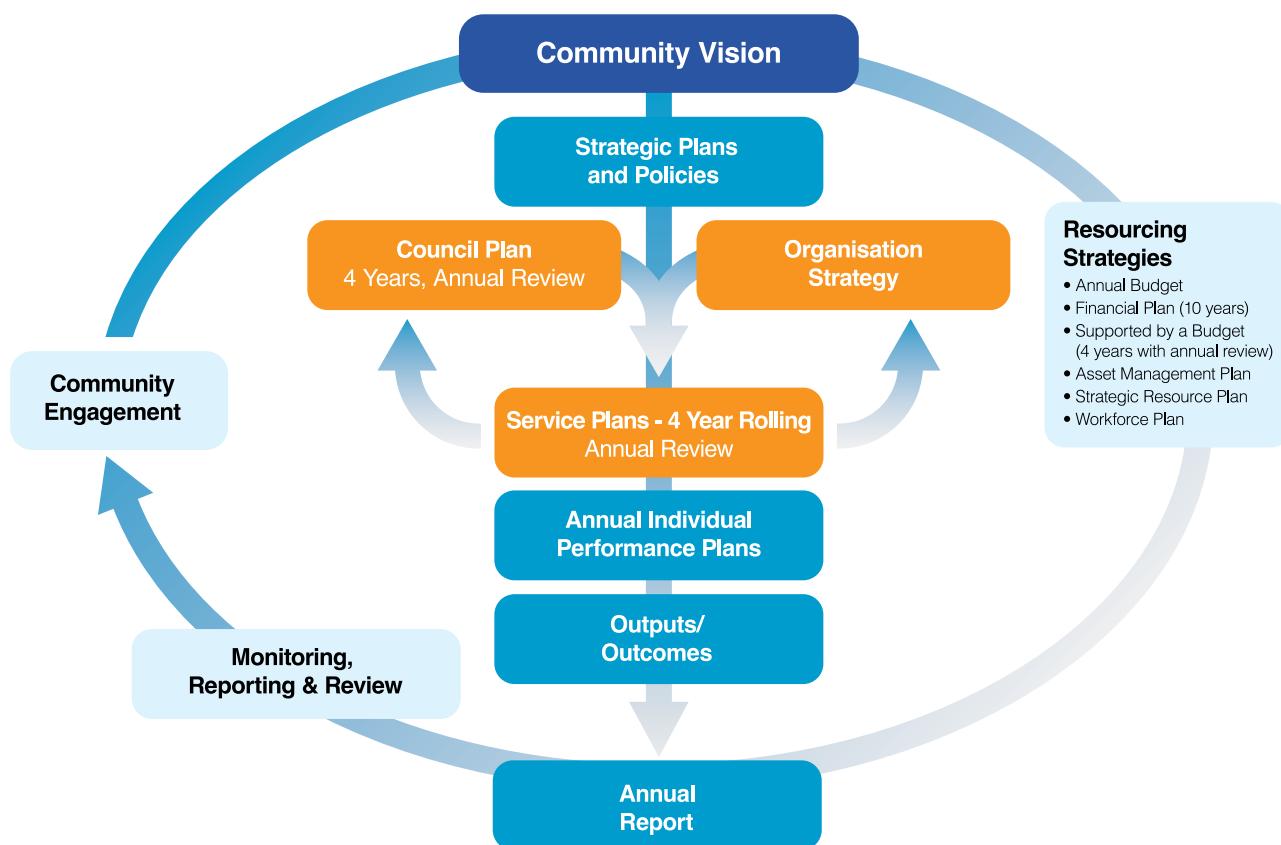 Community Vision
Strategic Plans
and Policies
Council Plan
4 Years, Annual Review
Organisation
Strategy
Resourcing
Strategies
• Annual Budget
• Financial Plan (10 years)
• Supported by a Budget
(4 years with annual review)
• Asset Management Plan
• Strategic Resource Plan
• Workforce Plan
Community
Engagement
Service Plans - 4 Year Rolling
Annual Review
Annual Individual
Performance Plans
Outputs/
Outcomes
Monitoring,
Reporting & Review
Annual
Report